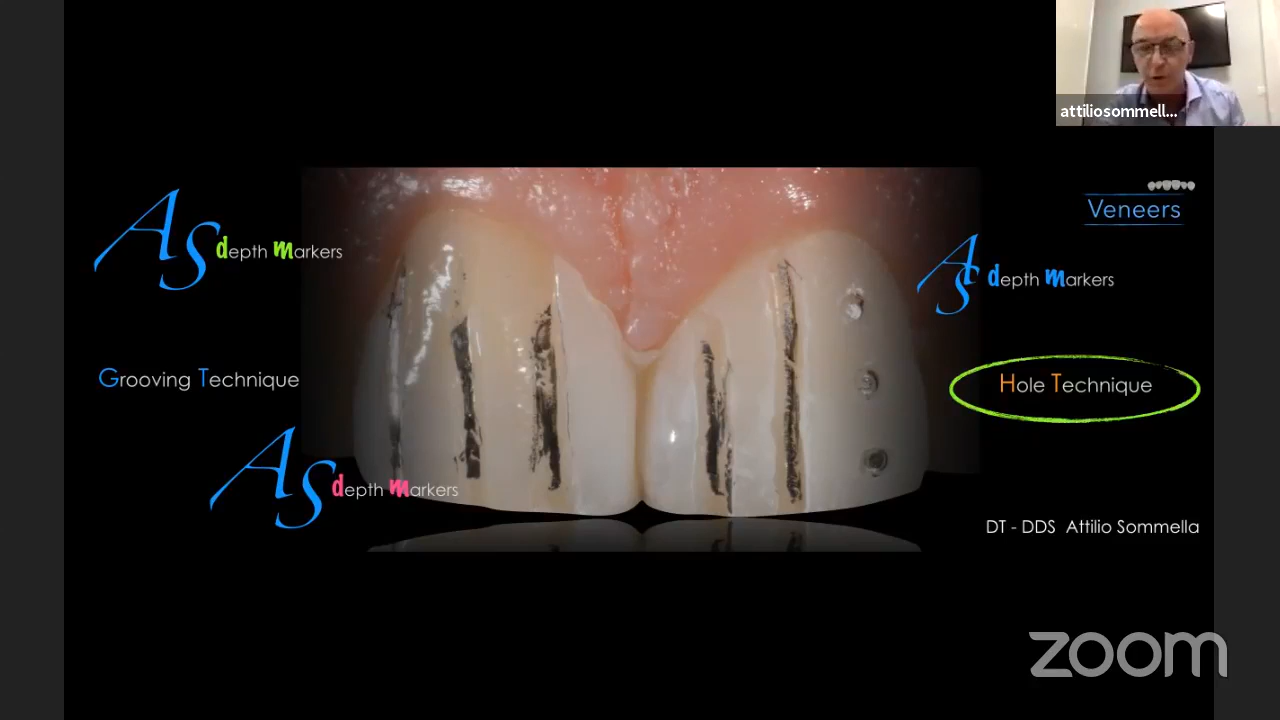 attiliosommell...
Veneers
As depth markers
As depth markers
Grooving Technique
Hole Technique
As depth markers
DT - DDS Attilio Sommella
zoom